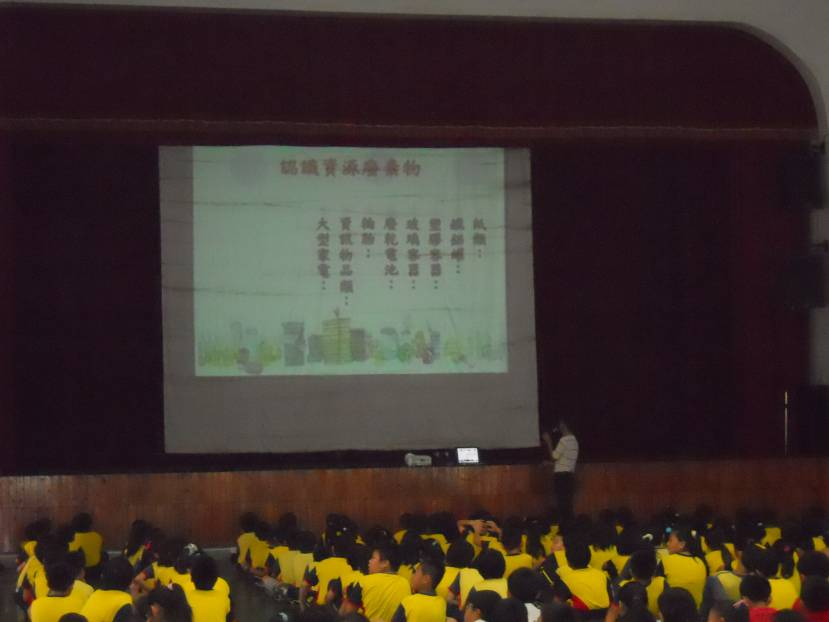 認識資源廢棄物
紙類：
鐵鋁罐：
塑膠容器：
玻璃容器：
廢乾電池：
輪胎：
資訊物品類：
大型家電：